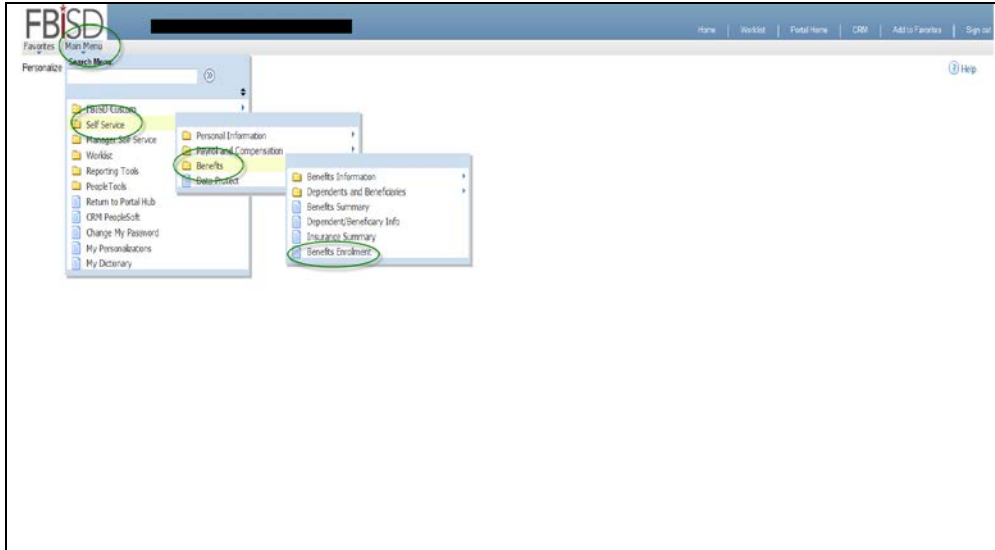 FBiSD
Home | Worklist | Portal Home | CRM | Add to Favorites | Sign out
Favorites Main Menu
Personalize
Search Menu:
Help
FBISD Custom
Self Service
Manager Self Service
Worklist
Reporting Tools
PeopleTools
Return to Portal Hub
CRM PeopleSoft
Change My Password
My Personalizations
My Dictionary
Personal Information
Payroll and Compensation
Benefits
Data Protect
Benefits Information
Dependents and Beneficiaries
Benefits Summary
Dependent/Beneficiary Info
Insurance Summary
Benefits Enrollment